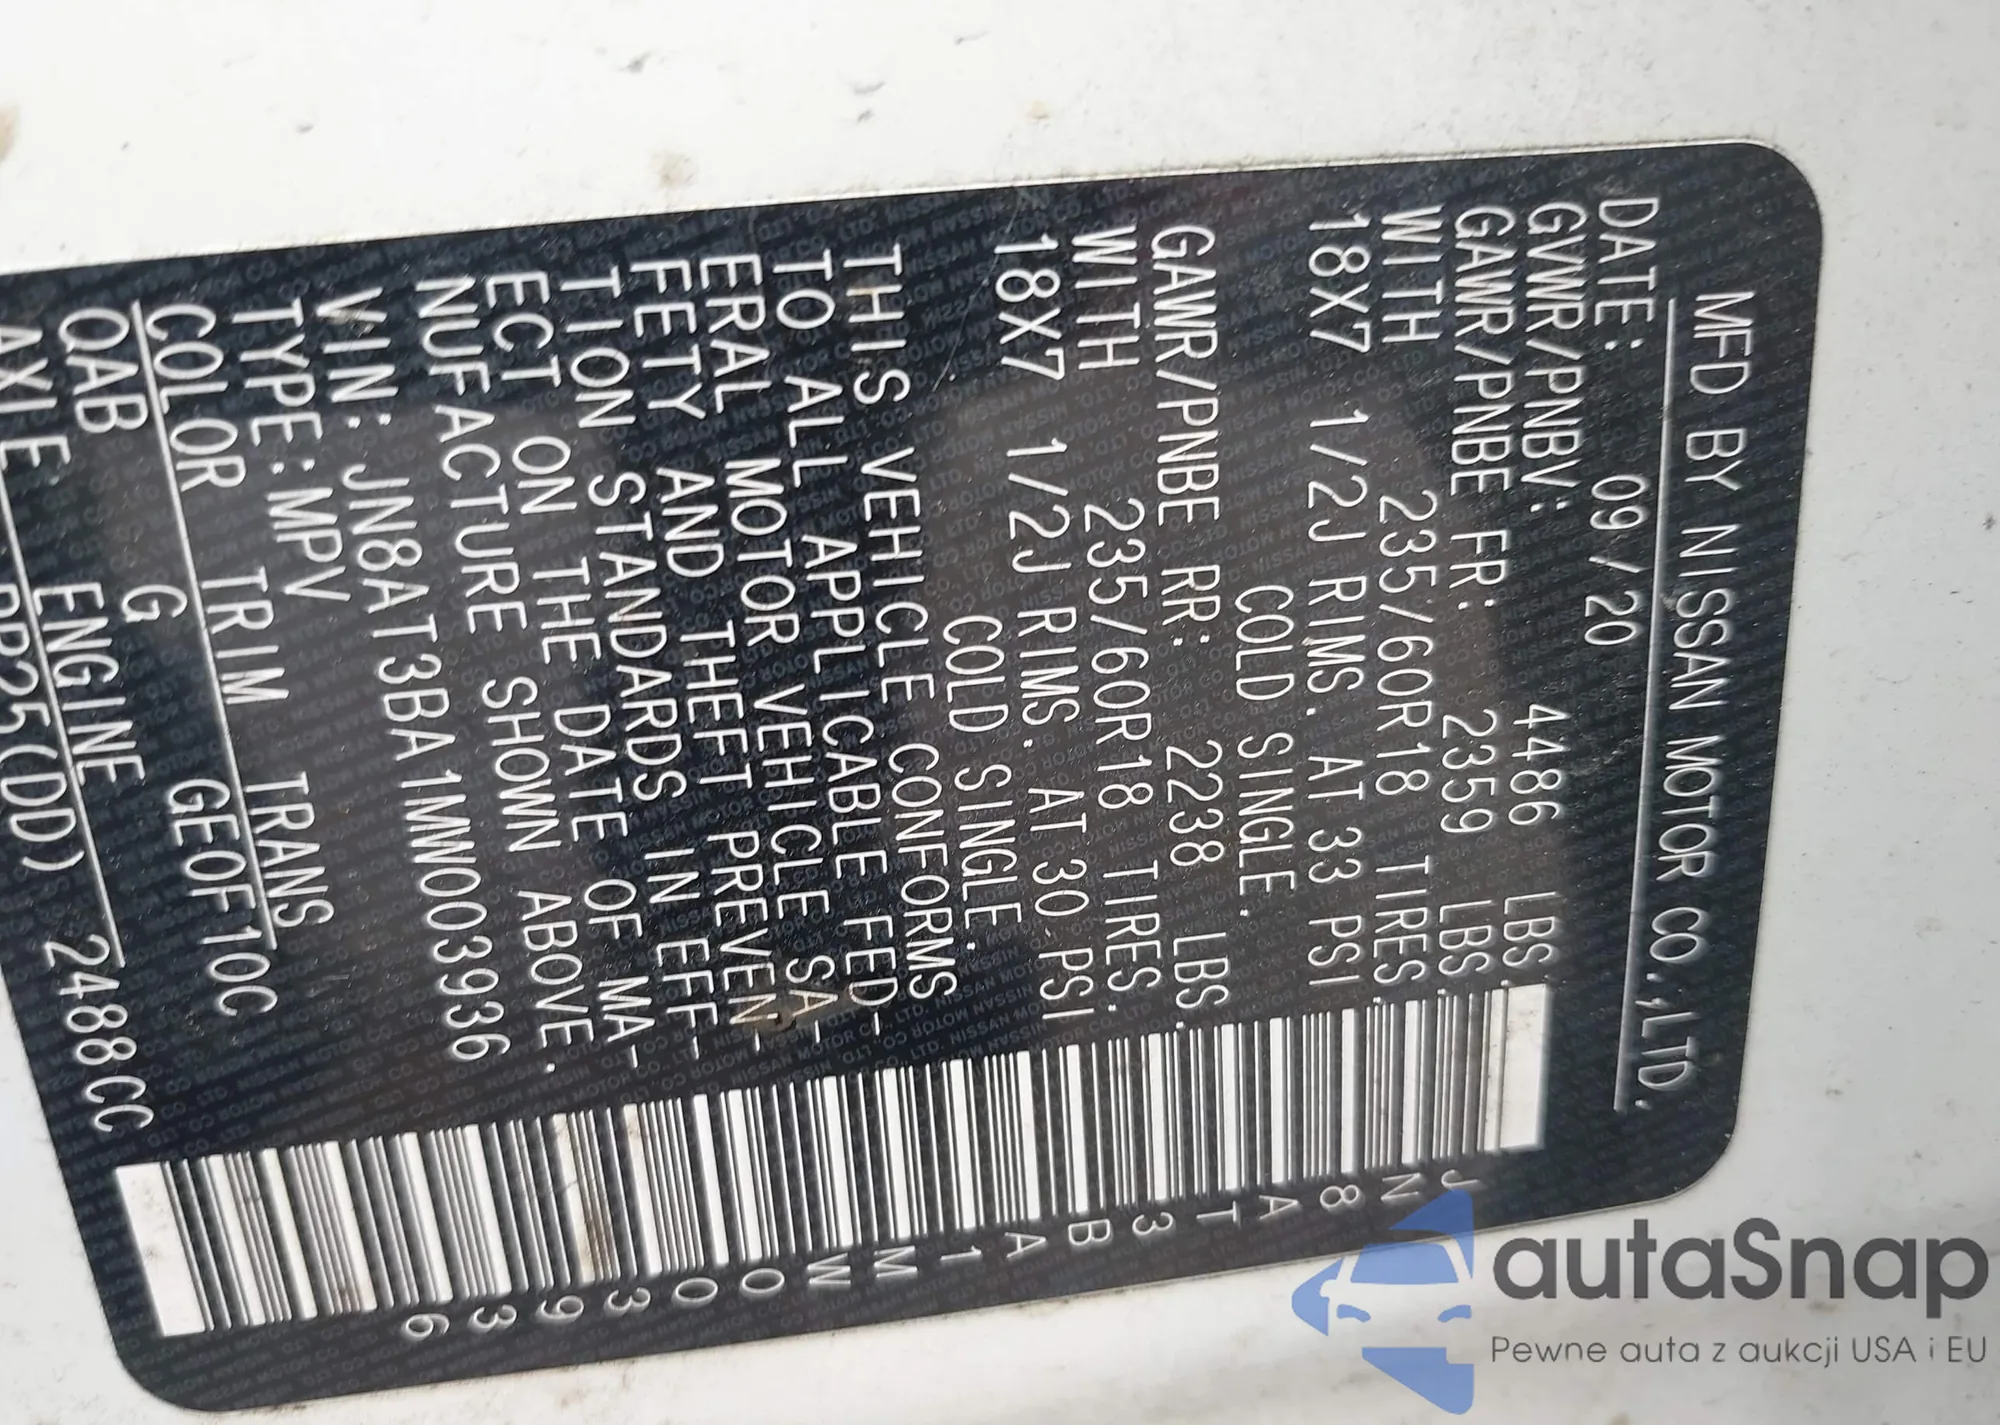 MFD BY NISSAN MOTOR CO.,LTD.
DATE: 09/20
GVWR/PNBV: 4486 LBS.
GAWR/PNBE FR: 2359 LBS.
WITH 235/60R18 TIRES.
18X7 1/2J RIMS. AT 33 PSI
COLD SINGLE.
GAWR/PNBE RR: 2238 LBS.
WITH 235/60R18 TIRES.
18X7 1/2J RIMS. AT 30 PSI
COLD SINGLE.
THIS VEHICLE CONFORMS
TO ALL APPLICABLE FED-
ERAL MOTOR VEHICLE SA-
FETY AND THEFT PREVEN-
TION STANDARDS IN EFF-
ECT ON THE DATE OF MA-
NUFACTURE SHOWN ABOVE.
VIN: JN8AT3BA1MW003936
TYPE: MPV
COLOR TRIM TRANS
QAB G GEOF10C
AXLE ENGINE
PR25(DD) 2488CC
JN8AT3BA1MW003936
autaSnap
Pewne auta z aukcji USA i EU